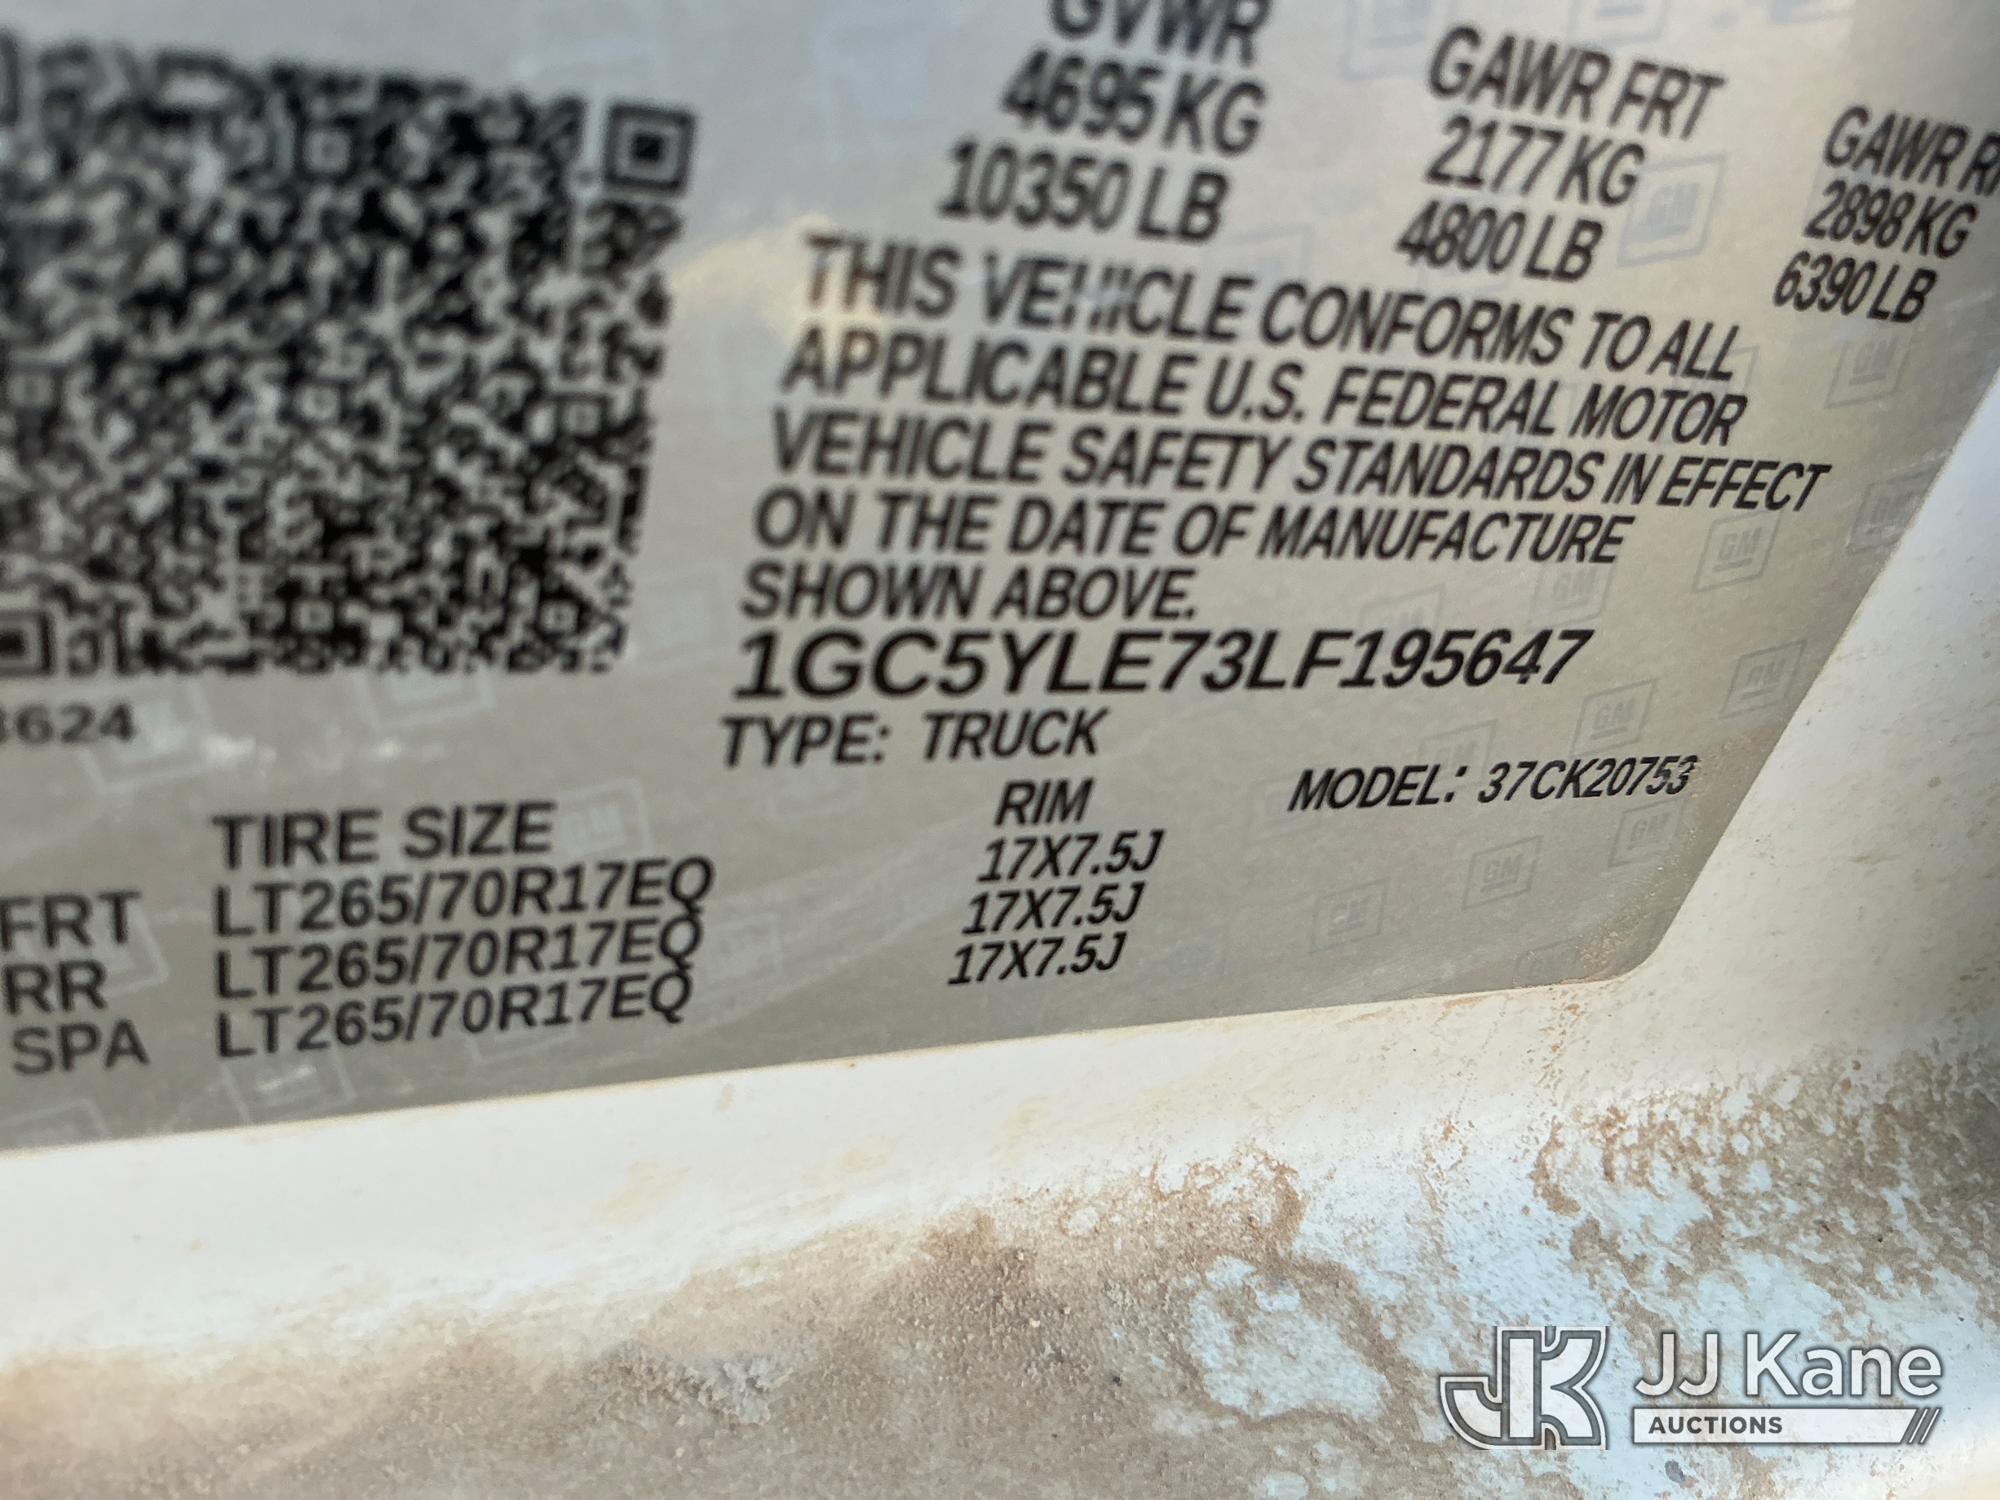 GVWR
4695 KG
10350 LB
GAWR FRT
2177 KG
4800 LB
GAWR
2898 KG
6390 LB
THIS VEHICLE CONFORMS TO ALL
APPLICABLE U.S. FEDERAL MOTOR
VEHICLE SAFETY STANDARDS IN EFFECT
ON THE DATE OF MANUFACTURE
SHOWN ABOVE.
1GC5YLE73LF195647
TYPE: TRUCK
MODEL: 37CK20753
TIRE SIZE RIM
FRT LT265/70R17EQ 17X7.5J
RR LT265/70R17EQ 17X7.5J
SPA LT265/70R17EQ 17X7.5J
GM
JK JJ Kane
AUCTIONS